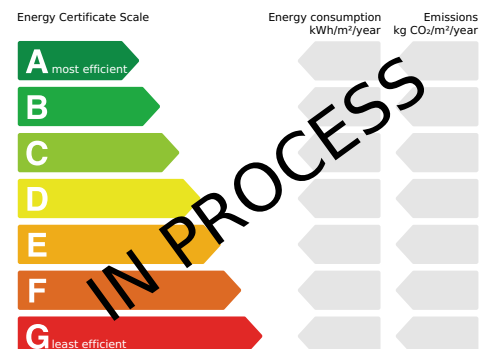 Energy Certificate Scale
Energy consumption
kWh/m²/year
Emissions
kg CO₂/m²/year
A most efficient
B
C
D
E
F
G least efficient
IN PROCESS